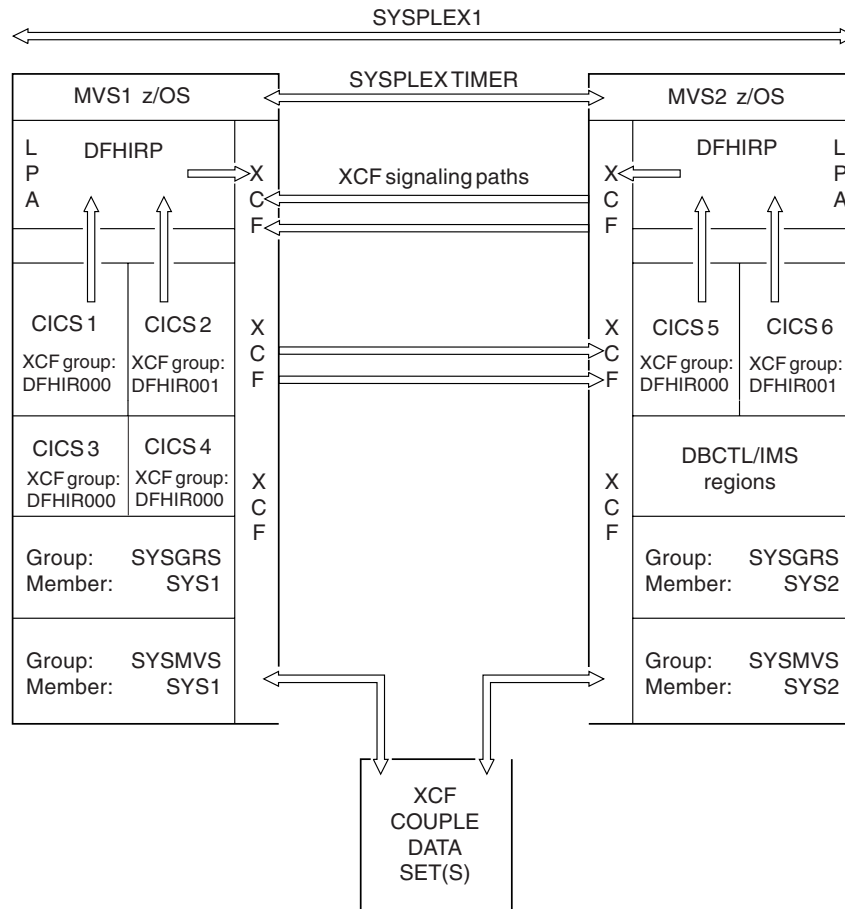 SYSPLEX1
SYSPLEX TIMER
MVS1 z/OS
MVS2 z/OS
L
P
A
DFHIRP
X
C
F
XCF signaling paths
X
C
F
DFHIRP
L
P
A
CICS 1
XCF group:
DFHIR000
CICS 2
XCF group:
DFHIR001
X
C
F
X
C
F
CICS 5
XCF group:
DFHIR000
CICS 6
XCF group:
DFHIR001
CICS 3
XCF group:
DFHIR000
CICS 4
XCF group:
DFHIR000
X
C
F
X
C
F
DBCTL/IMS
regions
Group: SYSGRS
Member: SYS1
Group: SYSGRS
Member: SYS2
Group: SYSMVS
Member: SYS1
Group: SYSMVS
Member: SYS2
XCF
COUPLE
DATA
SET(S)